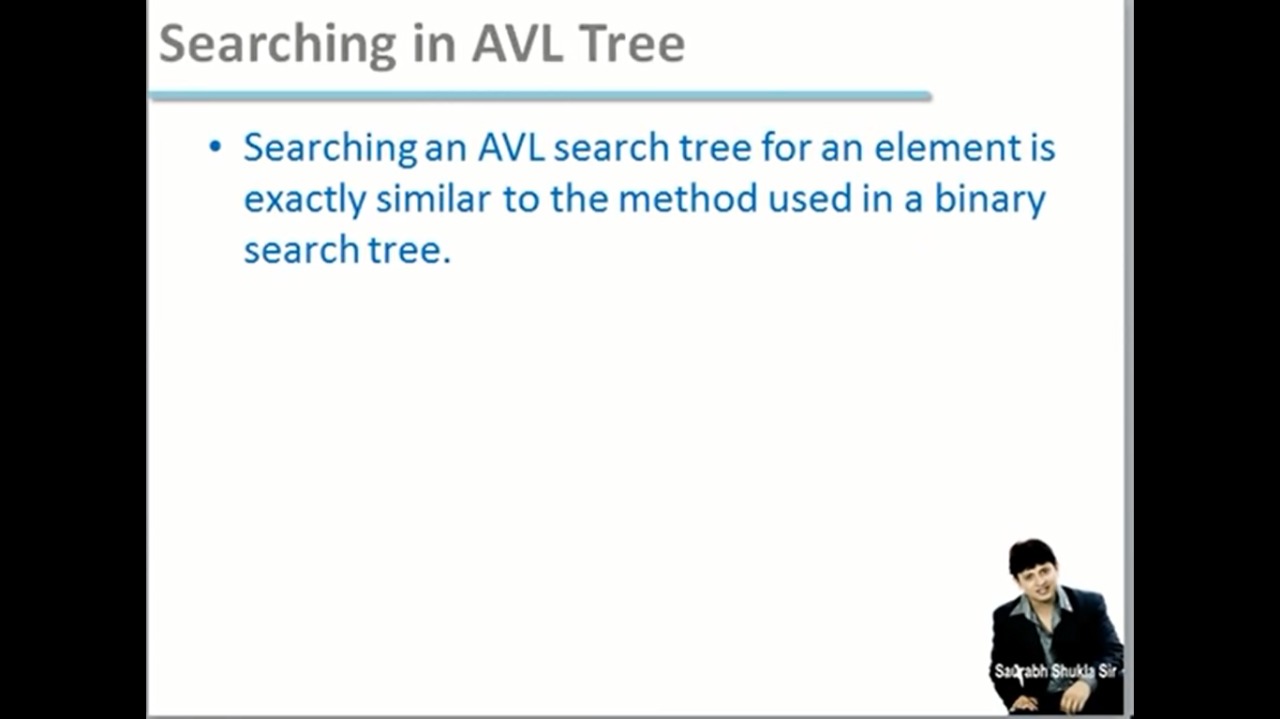 Searching in AVL Tree
• Searching an AVL search tree for an element is
exactly similar to the method used in a binary
search tree.
Saurabh Shukla Sir